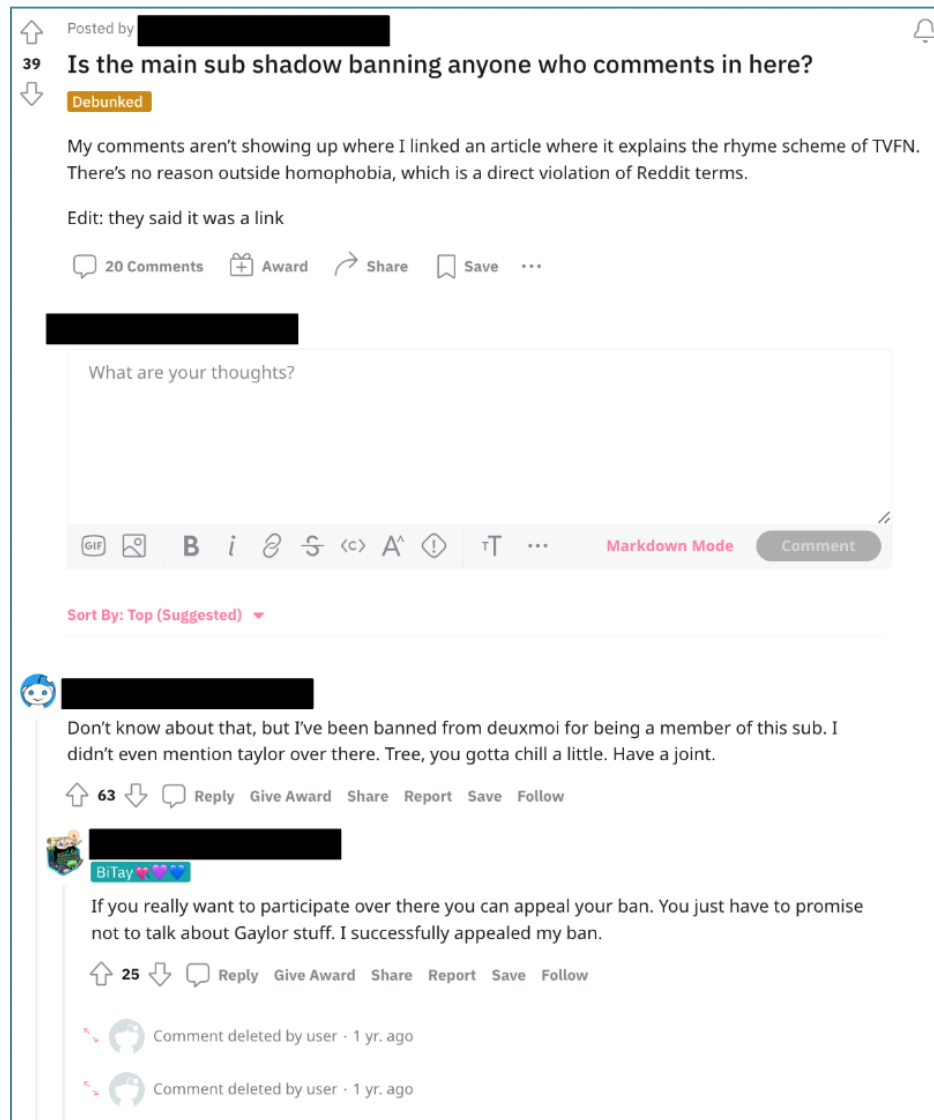 Posted by
39
Is the main sub shadow banning anyone who comments in here?
Debunked
My comments aren’t showing up where I linked an article where it explains the rhyme scheme of TVFN.
There’s no reason outside homophobia, which is a direct violation of Reddit terms.
Edit: they said it was a link
20 Comments Award Share Save ...
What are your thoughts?
GIF B i S <c> A^ TT ... Markdown Mode Comment
Sort By: Top (Suggested)
Don’t know about that, but I’ve been banned from deuxmoi for being a member of this sub. I
didn’t even mention taylor over there. Tree, you gotta chill a little. Have a joint.
63 Reply Give Award Share Report Save Follow
BiTay💘💜💙
If you really want to participate over there you can appeal your ban. You just have to promise
not to talk about Gaylor stuff. I successfully appealed my ban.
25 Reply Give Award Share Report Save Follow
Comment deleted by user · 1 yr. ago
Comment deleted by user · 1 yr. ago